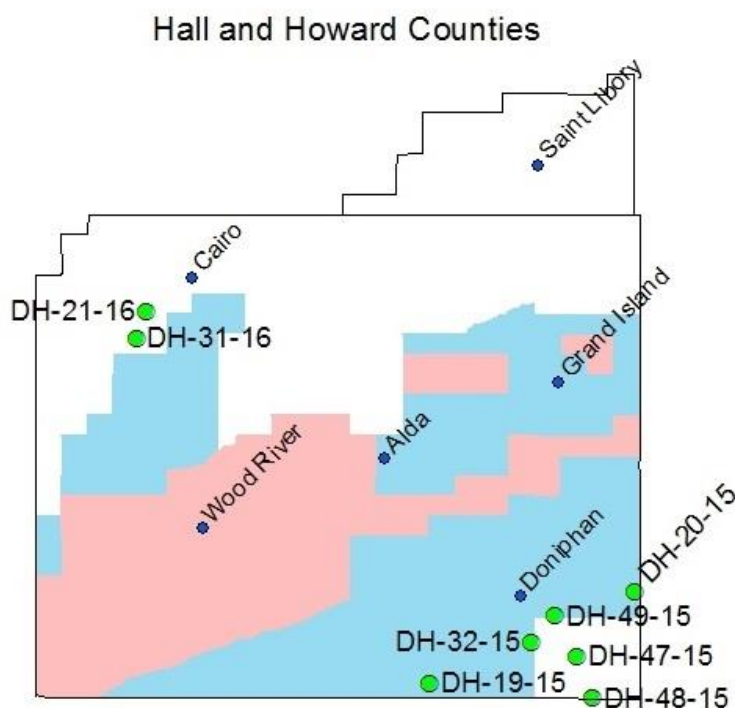 Hall and Howard Counties
Saint Libory
Cairo
DH-21-16
DH-31-16
Grand Island
Alda
Wood River
Doniphan
DH-20-15
DH-49-15
DH-32-15
DH-47-15
DH-19-15
DH-48-15